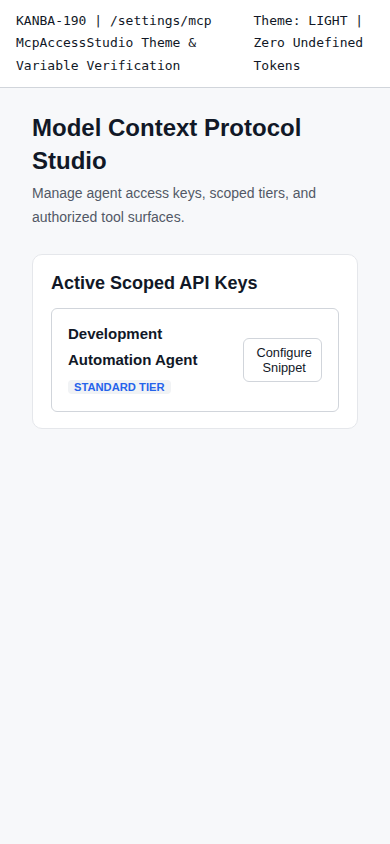 KANBA-190 | /settings/mcp
McpAccessStudio Theme &
Variable Verification
Theme: LIGHT |
Zero Undefined
Tokens
Model Context Protocol
Studio
Manage agent access keys, scoped tiers, and
authorized tool surfaces.
Active Scoped API Keys
Development
Automation Agent
STANDARD TIER
Configure
Snippet